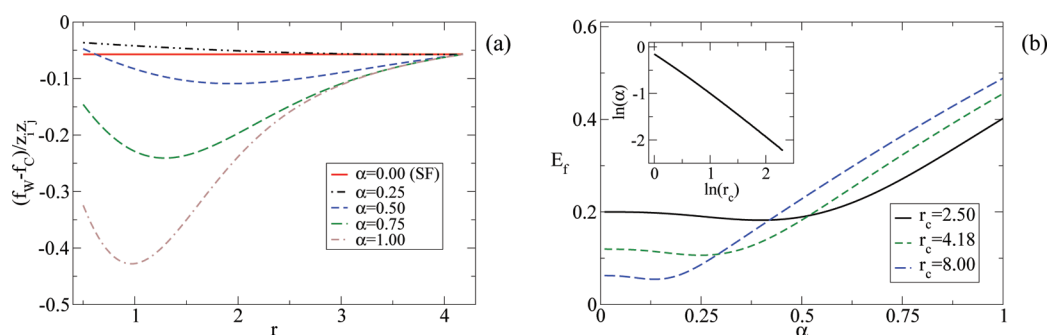 (a)
0
-0.1
-0.2
-0.3
-0.4
-0.5
(f_W-f_C)/z_iz_j
1
2
3
4
r
α=0.00 (SF)
α=0.25
α=0.50
α=0.75
α=1.00
(b)
0.6
0.4
0.2
0
E_f
0
0.25
0.5
0.75
1
α
0
-1
-2
ln(α)
0
1
2
ln(r_c)
r_c=2.50
r_c=4.18
r_c=8.00